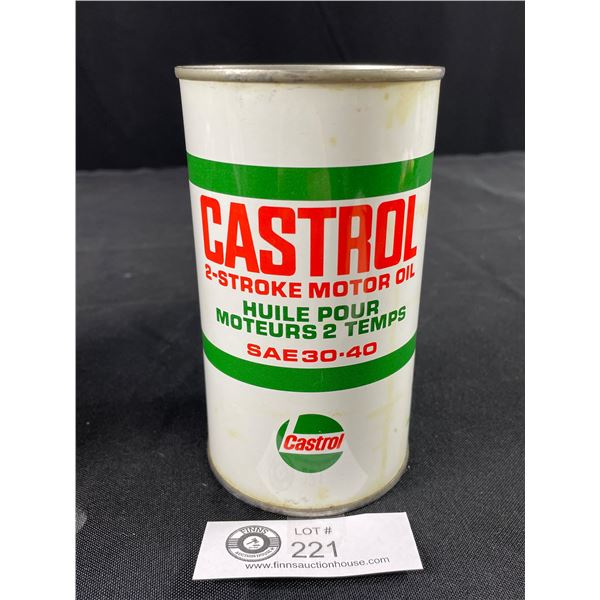 CASTROL
2-STROKE MOTOR OIL
HUILE POUR
MOTEURS 2 TEMPS
SAE 30-40
Castrol
FINNS
LOT #
221
www.finnsauctionhouse.com